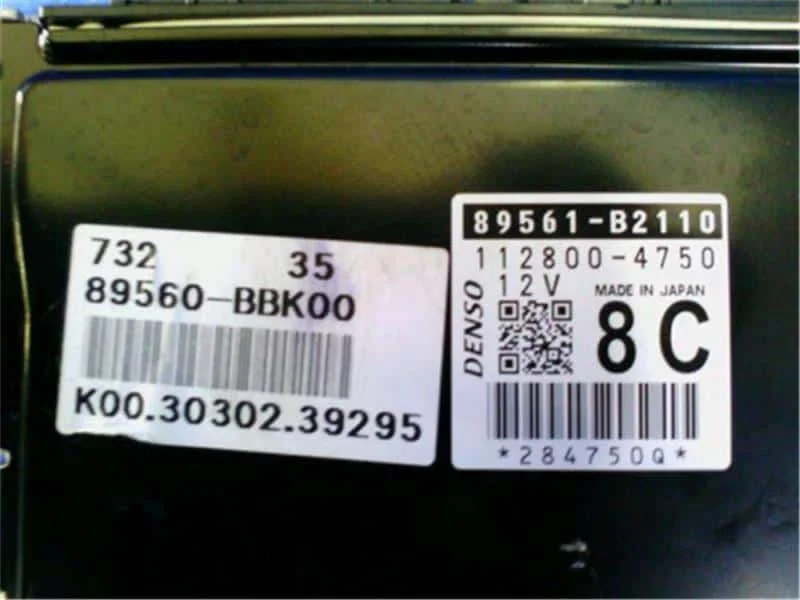 732 35
89560-BBK00
K00.30302.39295
89561-B2110
112800-4750
12V
MADE IN JAPAN
DENSO
8C
*284750Q*